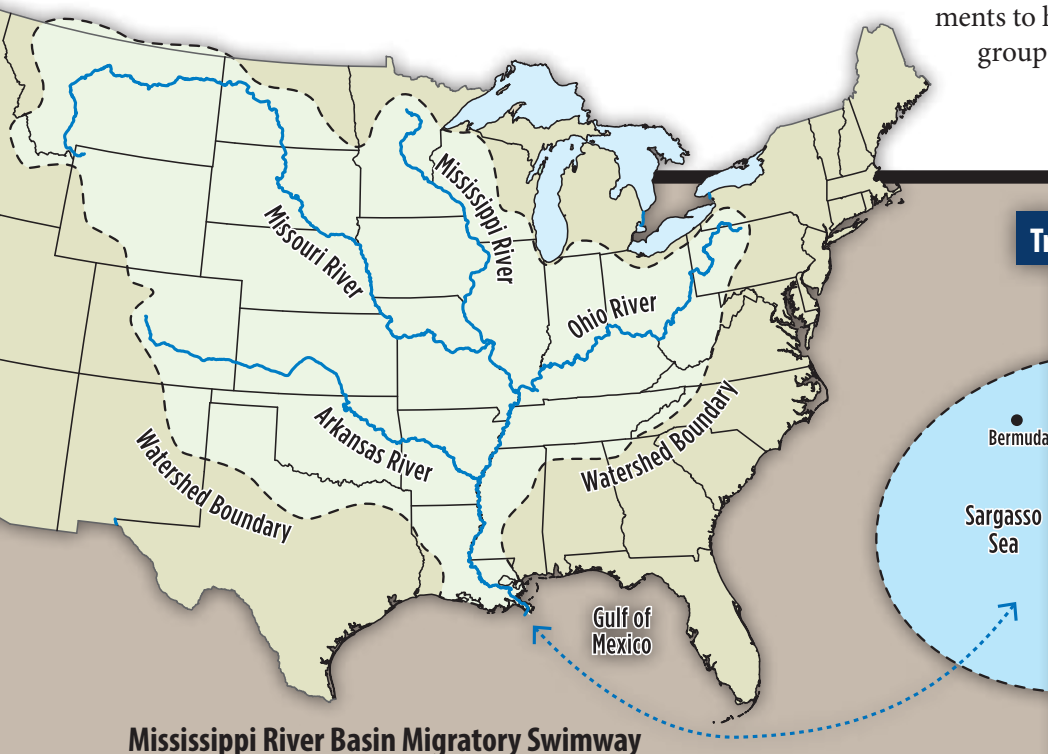 ments to h
group
Tr
Mississippi River
Missouri River
Ohio River
Arkansas River
Watershed Boundary
Watershed Boundary
Bermuda
Sargasso
Sea
Gulf of
Mexico
Mississippi River Basin Migratory Swimway